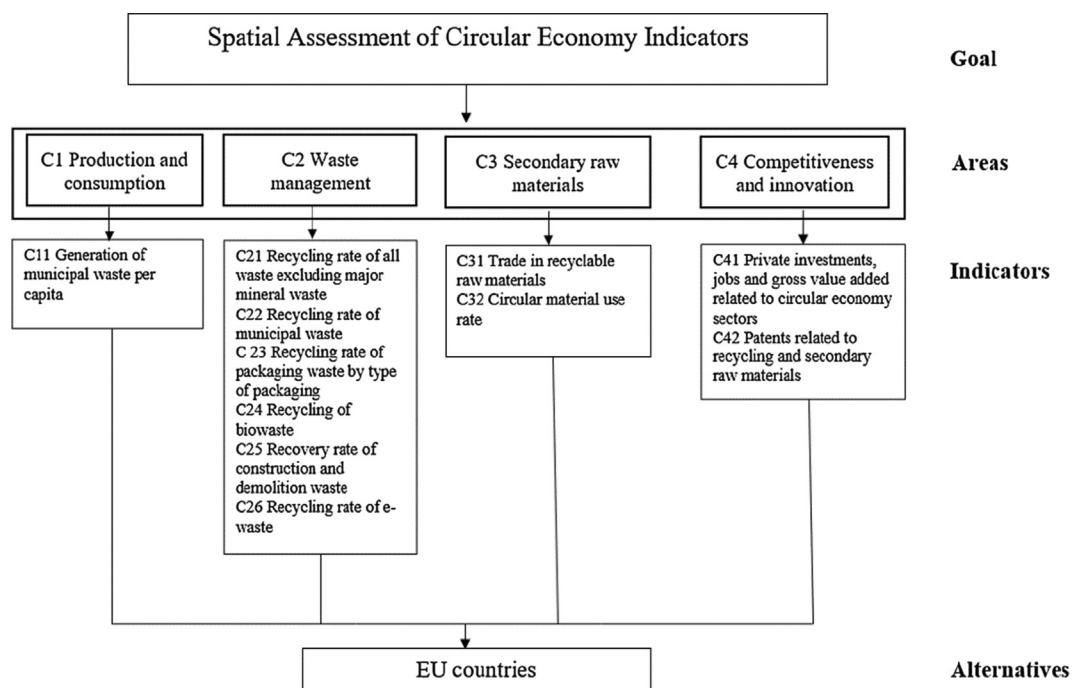 Spatial Assessment of Circular Economy Indicators
Goal
C1 Production and
consumption
C2 Waste
management
C3 Secondary raw
materials
C4 Competitiveness
and innovation
Areas
C11 Generation of
municipal waste per
capita
C21 Recycling rate of all
waste excluding major
mineral waste
C22 Recycling rate of
municipal waste
C 23 Recycling rate of
packaging waste by type
of packaging
C24 Recycling of
biowaste
C25 Recovery rate of
construction and
demolition waste
C26 Recycling rate of e-
waste
C31 Trade in recyclable
raw materials
C32 Circular material use
rate
C41 Private investments,
jobs and gross value added
related to circular economy
sectors
C42 Patents related to
recycling and secondary
raw materials
Indicators
EU countries
Alternatives